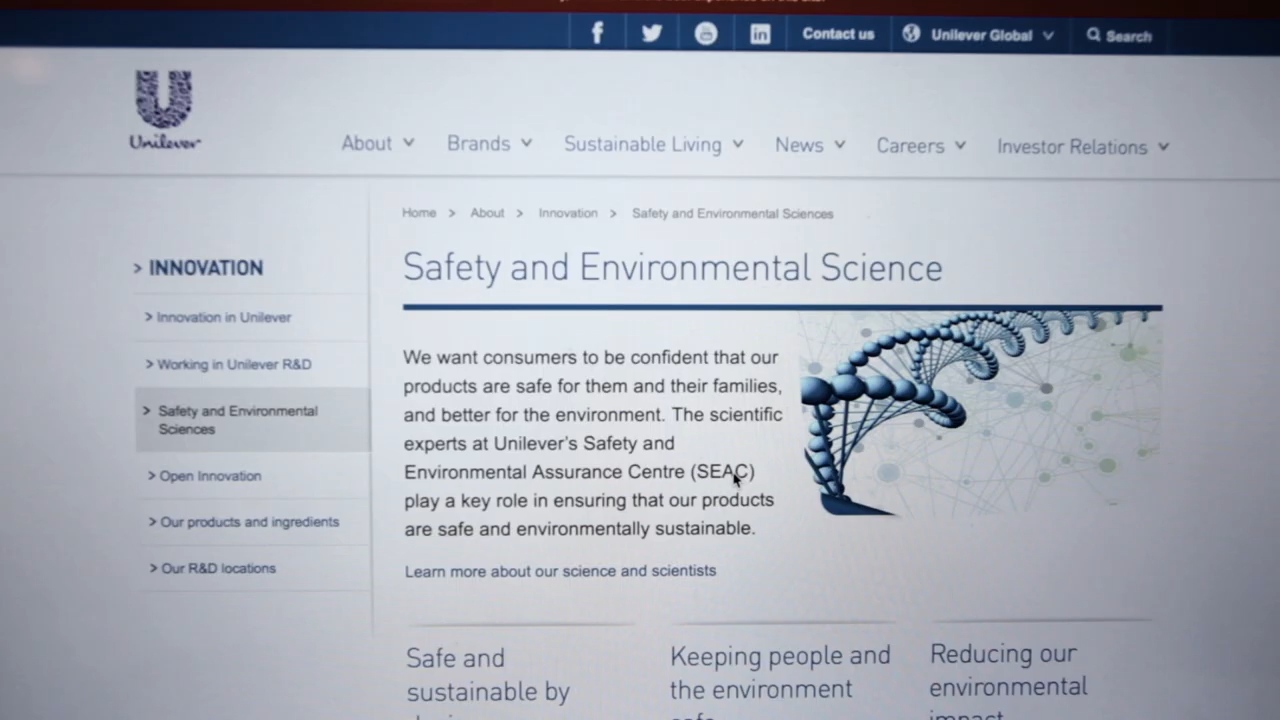 Contact us
Unilever Global
Search
Unilever
About
Brands
Sustainable Living
News
Careers
Investor Relations
Home > About > Innovation > Safety and Environmental Sciences
> INNOVATION
> Innovation in Unilever
> Working in Unilever R&D
> Safety and Environmental
Sciences
> Open Innovation
> Our products and ingredients
> Our R&D locations
Safety and Environmental Science
We want consumers to be confident that our
products are safe for them and their families,
and better for the environment. The scientific
experts at Unilever's Safety and
Environmental Assurance Centre (SEAC)
play a key role in ensuring that our products
are safe and environmentally sustainable.
Learn more about our science and scientists
Safe and
sustainable by
Keeping people and
the environment
Reducing our
environmental
impact